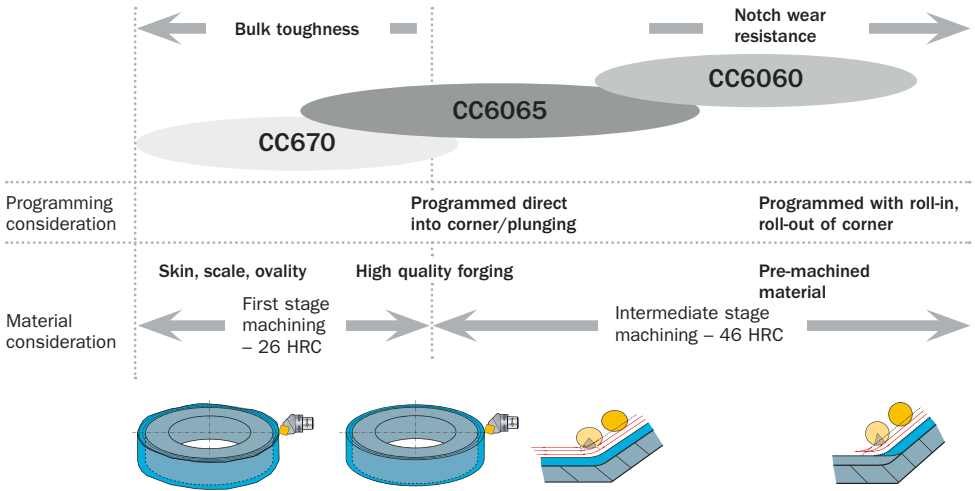 Bulk toughness
Notch wear
resistance
CC6060
CC6065
CC670
Programming
consideration
Programmed direct
into corner/plunging
Programmed with roll-in,
roll-out of corner
Skin, scale, ovality
High quality forging
Pre-machined
material
Material
consideration
First stage
machining
– 26 HRC
Intermediate stage
machining – 46 HRC